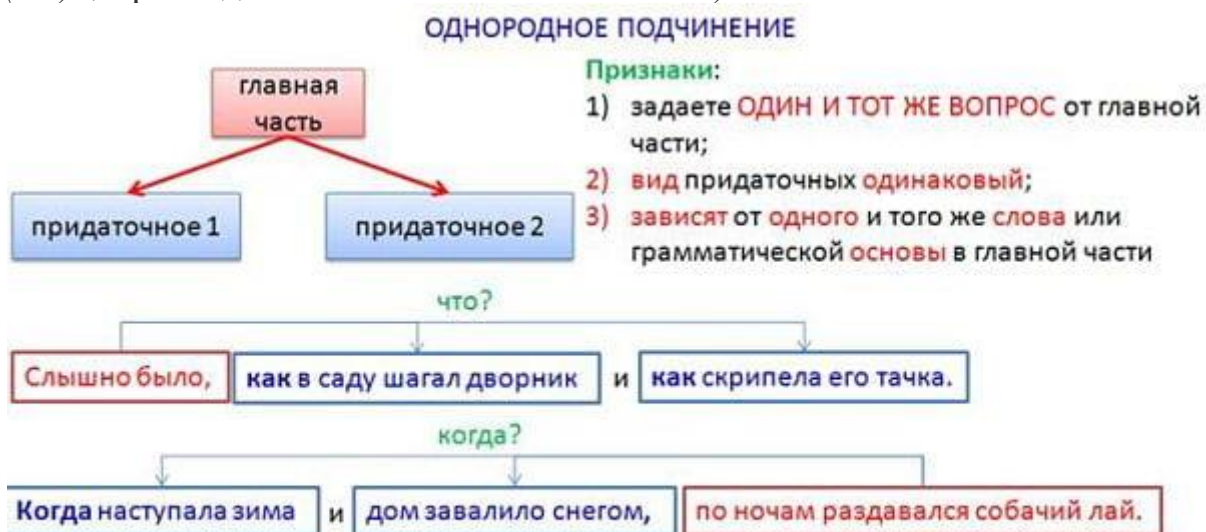 ОДНОРОДНОЕ ПОДЧИНЕНИЕ
главная
часть
придаточное 1
придаточное 2
Признаки:
1) задаете ОДИН И ТОТ ЖЕ ВОПРОС от главной
части;
2) вид придаточных одинаковый;
3) зависят от одного и того же слова или
грамматической основы в главной части
что?
Слышно было, как в саду шагал дворник и как скрипела его тачка.
когда?
Когда наступала зима и дом завалило снегом, по ночам раздавался собачий лай.